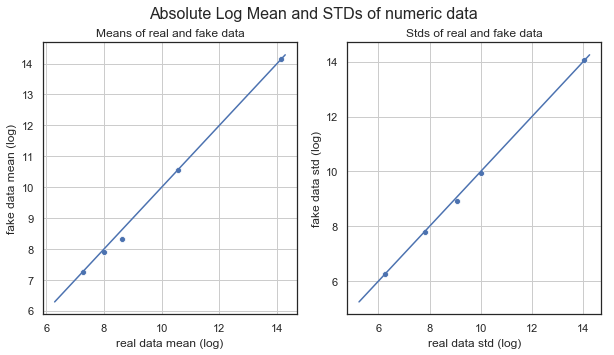 Absolute Log Mean and STDs of numeric data
Means of real and fake data
Stds of real and fake data
fake data mean (log)
14
13
12
11
10
9
8
7
6
6 8 10 12 14
real data mean (log)
fake data std (log)
14
12
10
8
6
6 8 10 12 14
real data std (log)